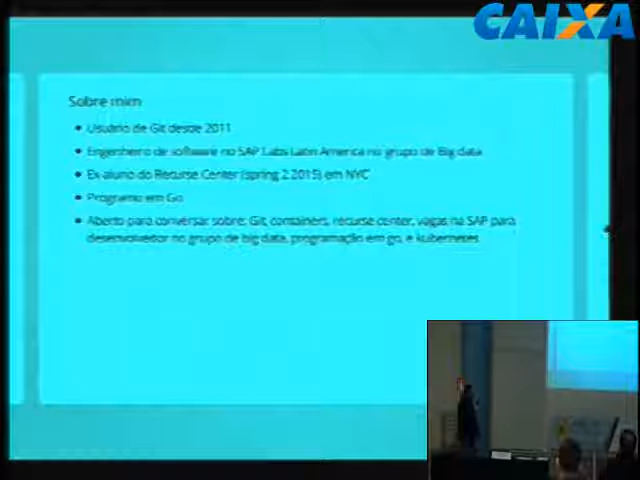 CAIXA
Sobre mim
Usuário de Git desde 2011
Engenheiro de software no SAP Labs Latin America no grupo de Big data
Ex-aluno do Recurse Center (spring 2 2015) em NYC
Programo em Go
Aberto para conversar sobre: Git, containers, recurse center, vagas na SAP para
desenvolvedor no grupo de big data, programação em go, e kubernetes